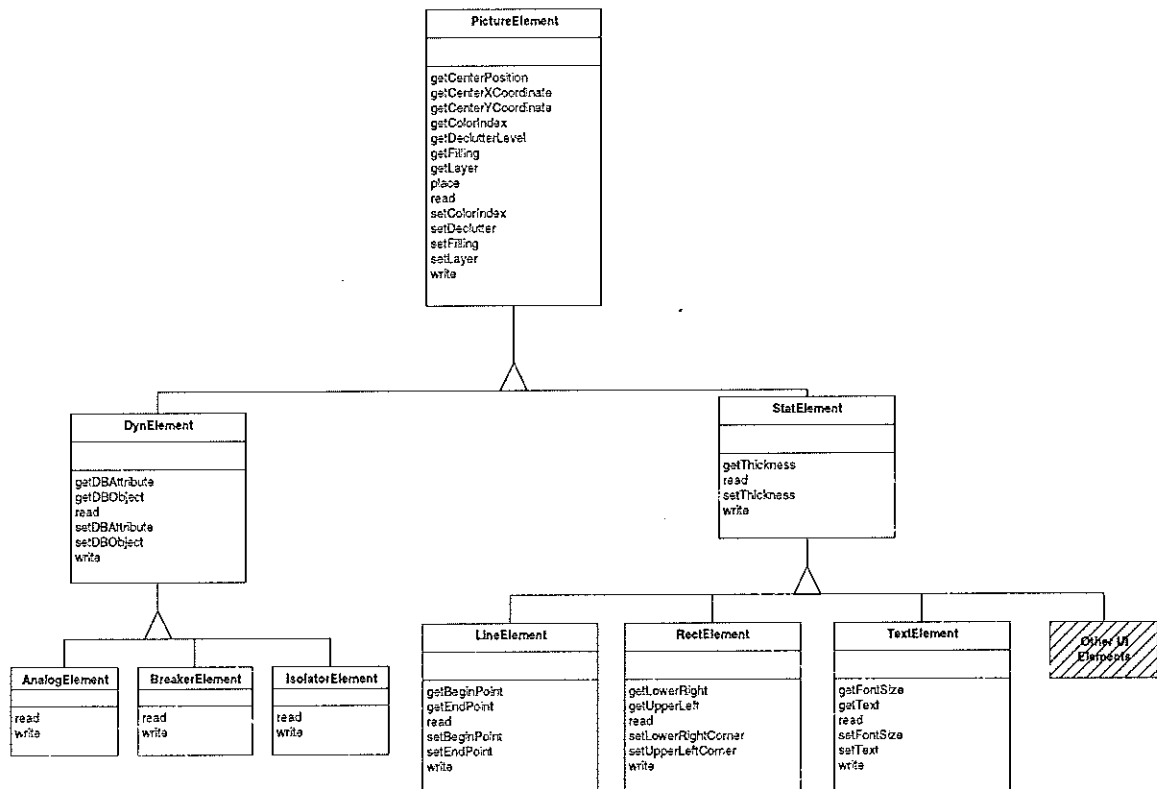 PictureElement
getCenterPosition
getCenterXCoordinate
getCenterYCoordinate
getColorIndex
getDeclutterLevel
getFilling
getLayer
place
read
setColorIndex
setDeclutter
setFilling
setLayer
write
DynElement
getDBAttribute
getDBObject
read
setDBAttribute
setDBObject
write
StatElement
getThickness
read
setThickness
write
AnalogElement
read
write
BreakerElement
read
write
IsolatorElement
read
write
LineElement
getBeginPoint
getEndPoint
read
setBeginPoint
setEndPoint
write
RectElement
getLowerRight
getUpperLeft
read
setLowerRightCorner
setUpperLeftCorner
write
TextElement
getFontSize
getText
read
setFontSize
setText
write
Other UI
Elements